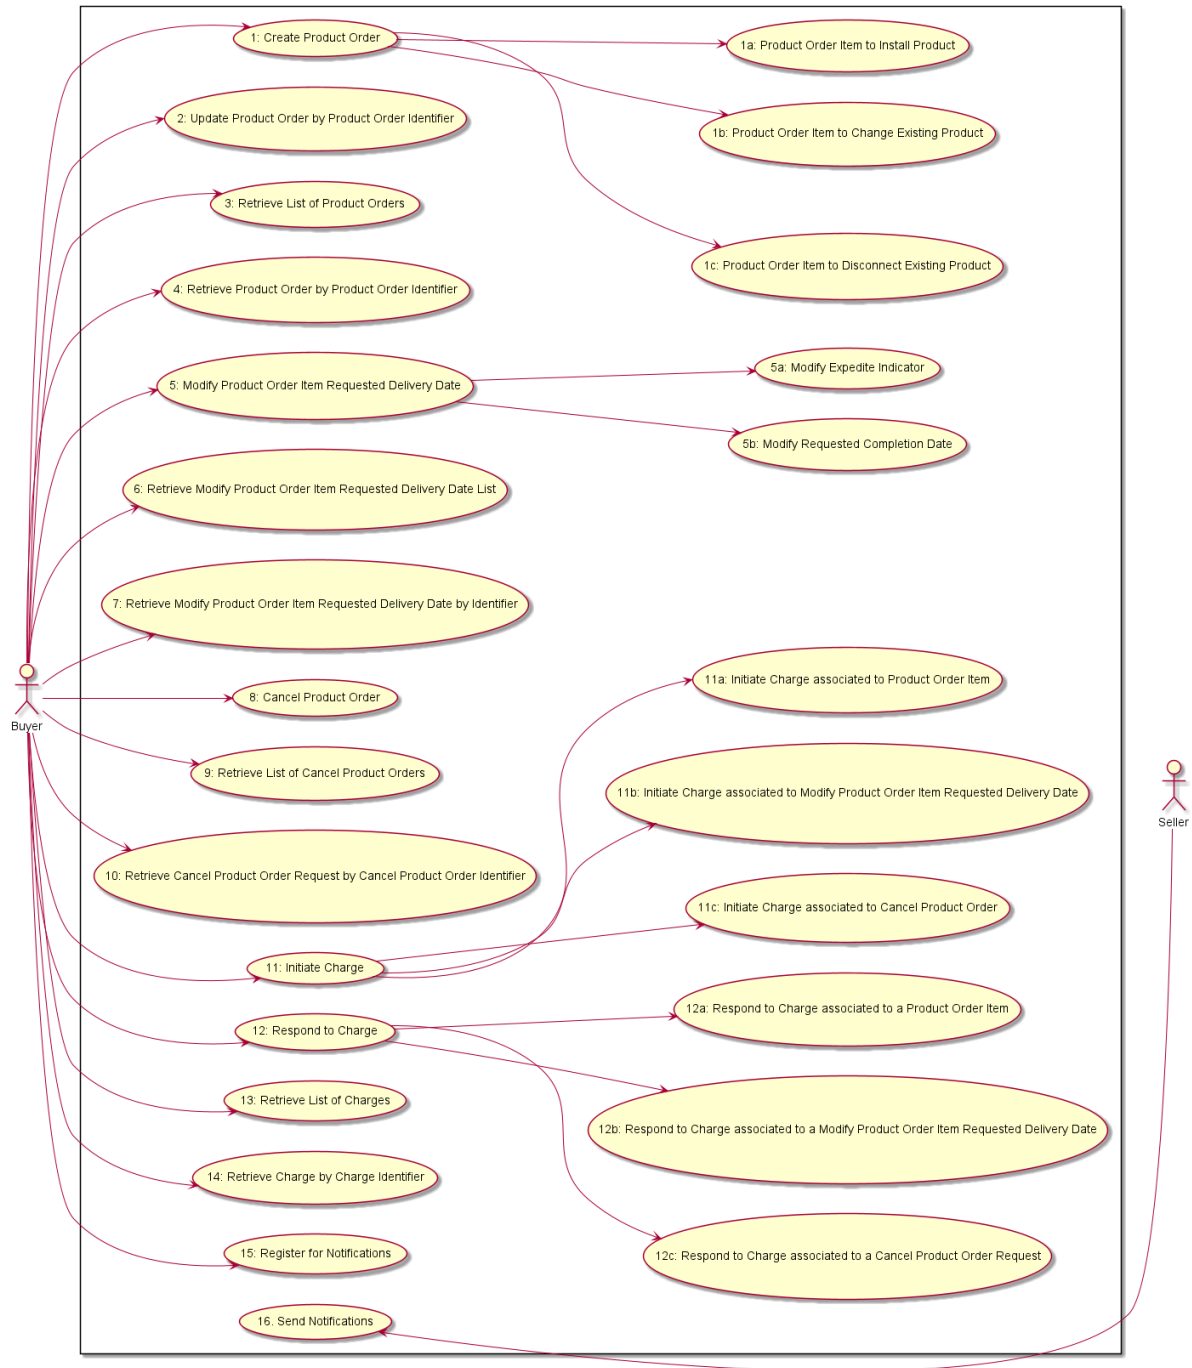 1: Create Product Order
1a: Product Order Item to Install Product
2: Update Product Order by Product Order Identifier
1b: Product Order Item to Change Existing Product
3: Retrieve List of Product Orders
1c: Product Order Item to Disconnect Existing Product
4: Retrieve Product Order by Product Order Identifier
5: Modify Product Order Item Requested Delivery Date
5a: Modify Expedite Indicator
5b: Modify Requested Completion Date
6: Retrieve Modify Product Order Item Requested Delivery Date List
7: Retrieve Modify Product Order Item Requested Delivery Date by Identifier
Buyer
8: Cancel Product Order
11a: Initiate Charge associated to Product Order Item
9: Retrieve List of Cancel Product Orders
11b: Initiate Charge associated to Modify Product Order Item Requested Delivery Date
Seller
10: Retrieve Cancel Product Order Request by Cancel Product Order Identifier
11c: Initiate Charge associated to Cancel Product Order
11: Initiate Charge
12a: Respond to Charge associated to a Product Order Item
12: Respond to Charge
12b: Respond to Charge associated to a Modify Product Order Item Requested Delivery Date
13: Retrieve List of Charges
14: Retrieve Charge by Charge Identifier
15: Register for Notifications
12c: Respond to Charge associated to a Cancel Product Order Request
16. Send Notifications